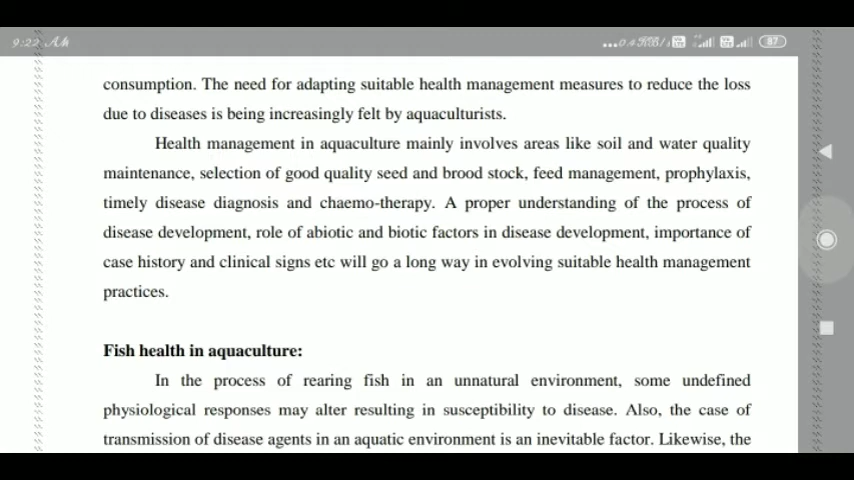 9:22 AM
...0.4KB/s 87
consumption. The need for adapting suitable health management measures to reduce the loss
due to diseases is being increasingly felt by aquaculturists.
Health management in aquaculture mainly involves areas like soil and water quality
maintenance, selection of good quality seed and brood stock, feed management, prophylaxis,
timely disease diagnosis and chaemo-therapy. A proper understanding of the process of
disease development, role of abiotic and biotic factors in disease development, importance of
case history and clinical signs etc will go a long way in evolving suitable health management
practices.
Fish health in aquaculture:
In the process of rearing fish in an unnatural environment, some undefined
physiological responses may alter resulting in susceptibility to disease. Also, the case of
transmission of disease agents in an aquatic environment is an inevitable factor. Likewise, the